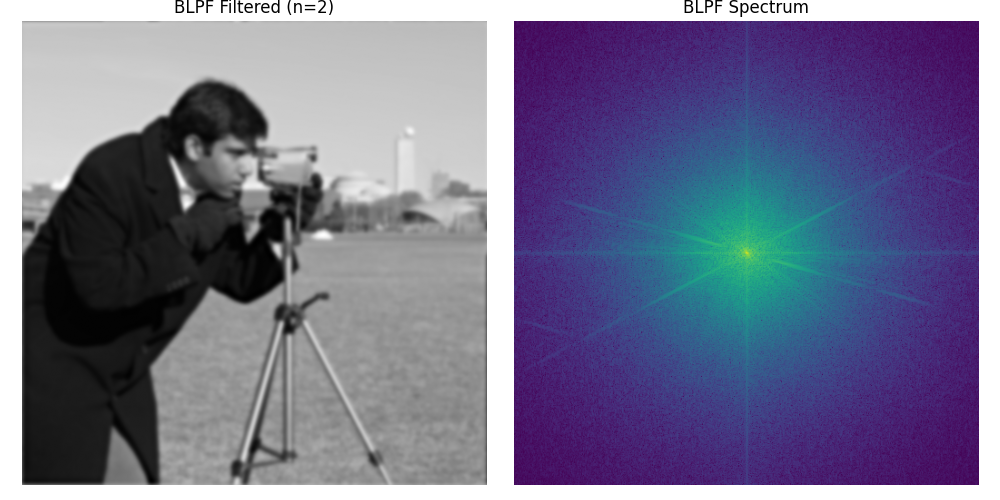 BLPF Filtered (n=2)
BLPF Spectrum